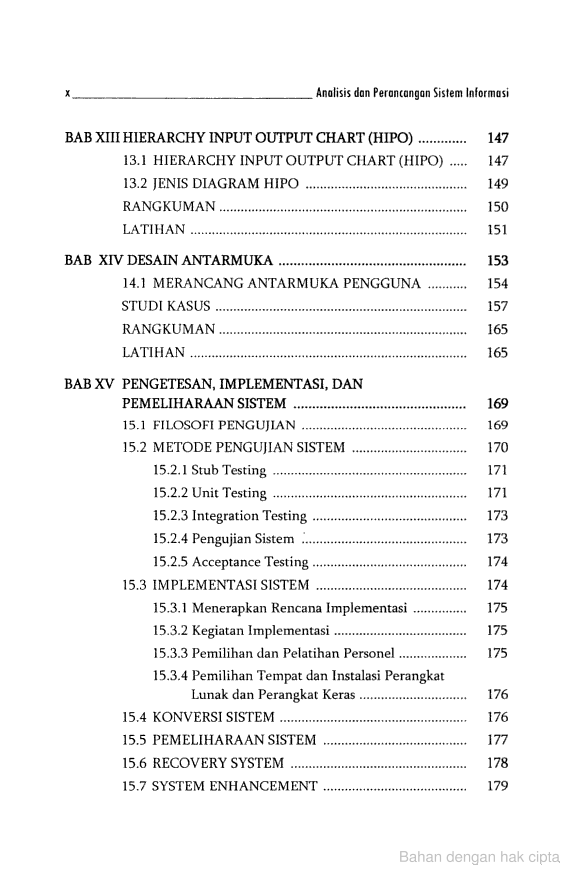 x Analisis dan Perancangan Sistem Informasi
BAB XIII HIERARCHY INPUT OUTPUT CHART (HIPO) ............. 147
13.1 HIERARCHY INPUT OUTPUT CHART (HIPO) ..... 147
13.2 JENIS DIAGRAM HIPO ............................................. 149
RANGKUMAN ..................................................................... 150
LATIHAN ............................................................................. 151
BAB XIV DESAIN ANTARMUKA ................................................. 153
14.1 MERANCANG ANTARMUKA PENGGUNA ........... 154
STUDI KASUS ...................................................................... 157
RANGKUMAN ..................................................................... 165
LATIHAN ............................................................................. 165
BAB XV PENGETESAN, IMPLEMENTASI, DAN
PEMELIHARAAN SISTEM .............................................. 169
15.1 FILOSOFI PENGUJIAN .............................................. 169
15.2 METODE PENGUJIAN SISTEM ................................ 170
15.2.1 Stub Testing ...................................................... 171
15.2.2 Unit Testing ...................................................... 171
15.2.3 Integration Testing ........................................... 173
15.2.4 Pengujian Sistem .............................................. 173
15.2.5 Acceptance Testing ........................................... 174
15.3 IMPLEMENTASI SISTEM .......................................... 174
15.3.1 Menerapkan Rencana Implementasi ............... 175
15.3.2 Kegiatan Implementasi ..................................... 175
15.3.3 Pemilihan dan Pelatihan Personel ................... 175
15.3.4 Pemilihan Tempat dan Instalasi Perangkat
Lunak dan Perangkat Keras .............................. 176
15.4 KONVERSI SISTEM .................................................... 176
15.5 PEMELIHARAAN SISTEM ........................................ 177
15.6 RECOVERY SYSTEM ................................................. 178
15.7 SYSTEM ENHANCEMENT ........................................ 179
Bahan dengan hak cipta